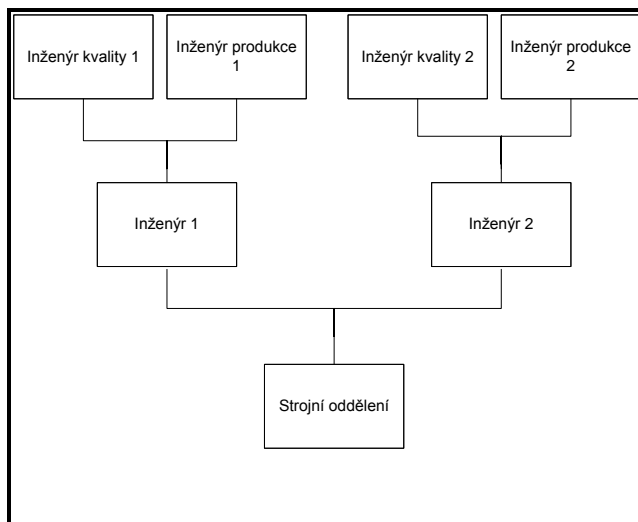 Inženýr kvality 1
Inženýr produkce
1
Inženýr kvality 2
Inženýr produkce
2
Inženýr 1
Inženýr 2
Strojní oddělení